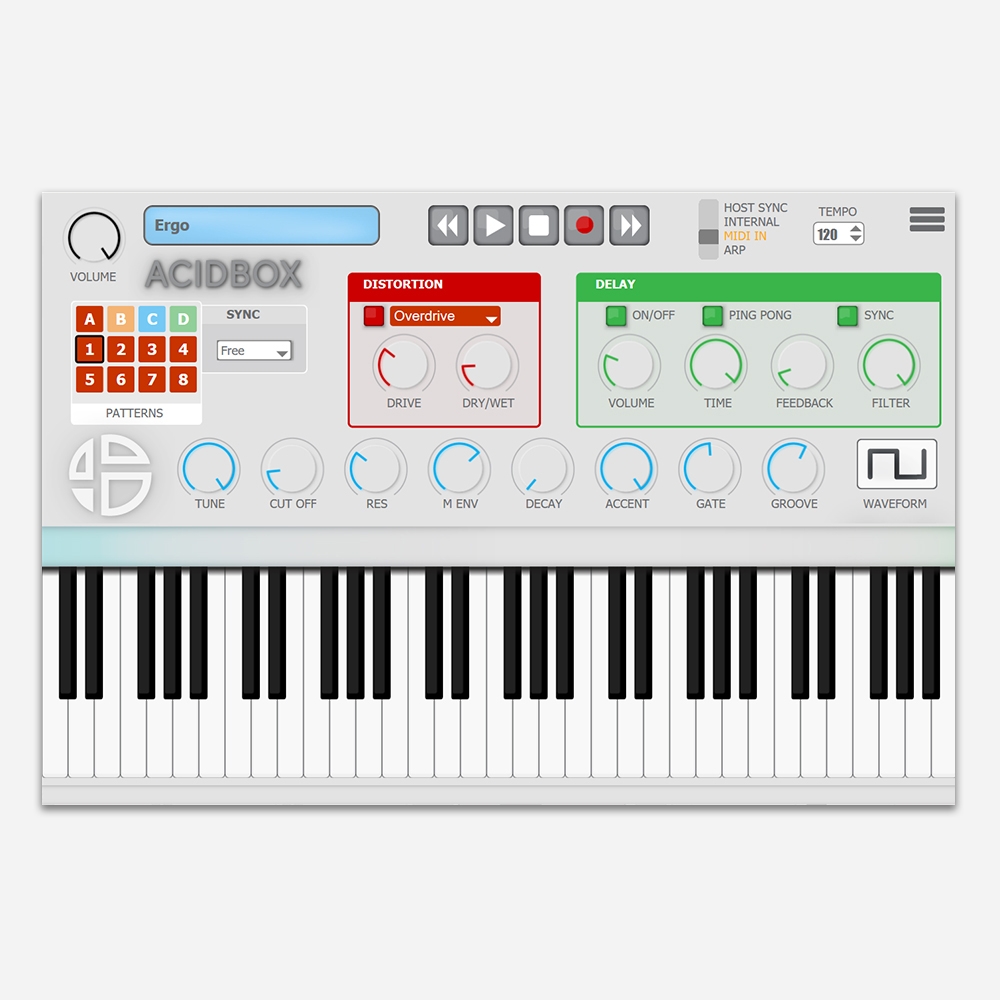 Ergo
VOLUME
ACIDBOX
HOST SYNC
INTERNAL
MIDI IN
ARP
TEMPO
120
A B C D
1 2 3 4
5 6 7 8
PATTERNS
SYNC
Free
DISTORTION
Overdrive
DRIVE DRY/WET
DELAY
ON/OFF PING PONG SYNC
VOLUME TIME FEEDBACK FILTER
TUNE CUT OFF RES M ENV DECAY ACCENT GATE GROOVE WAVEFORM